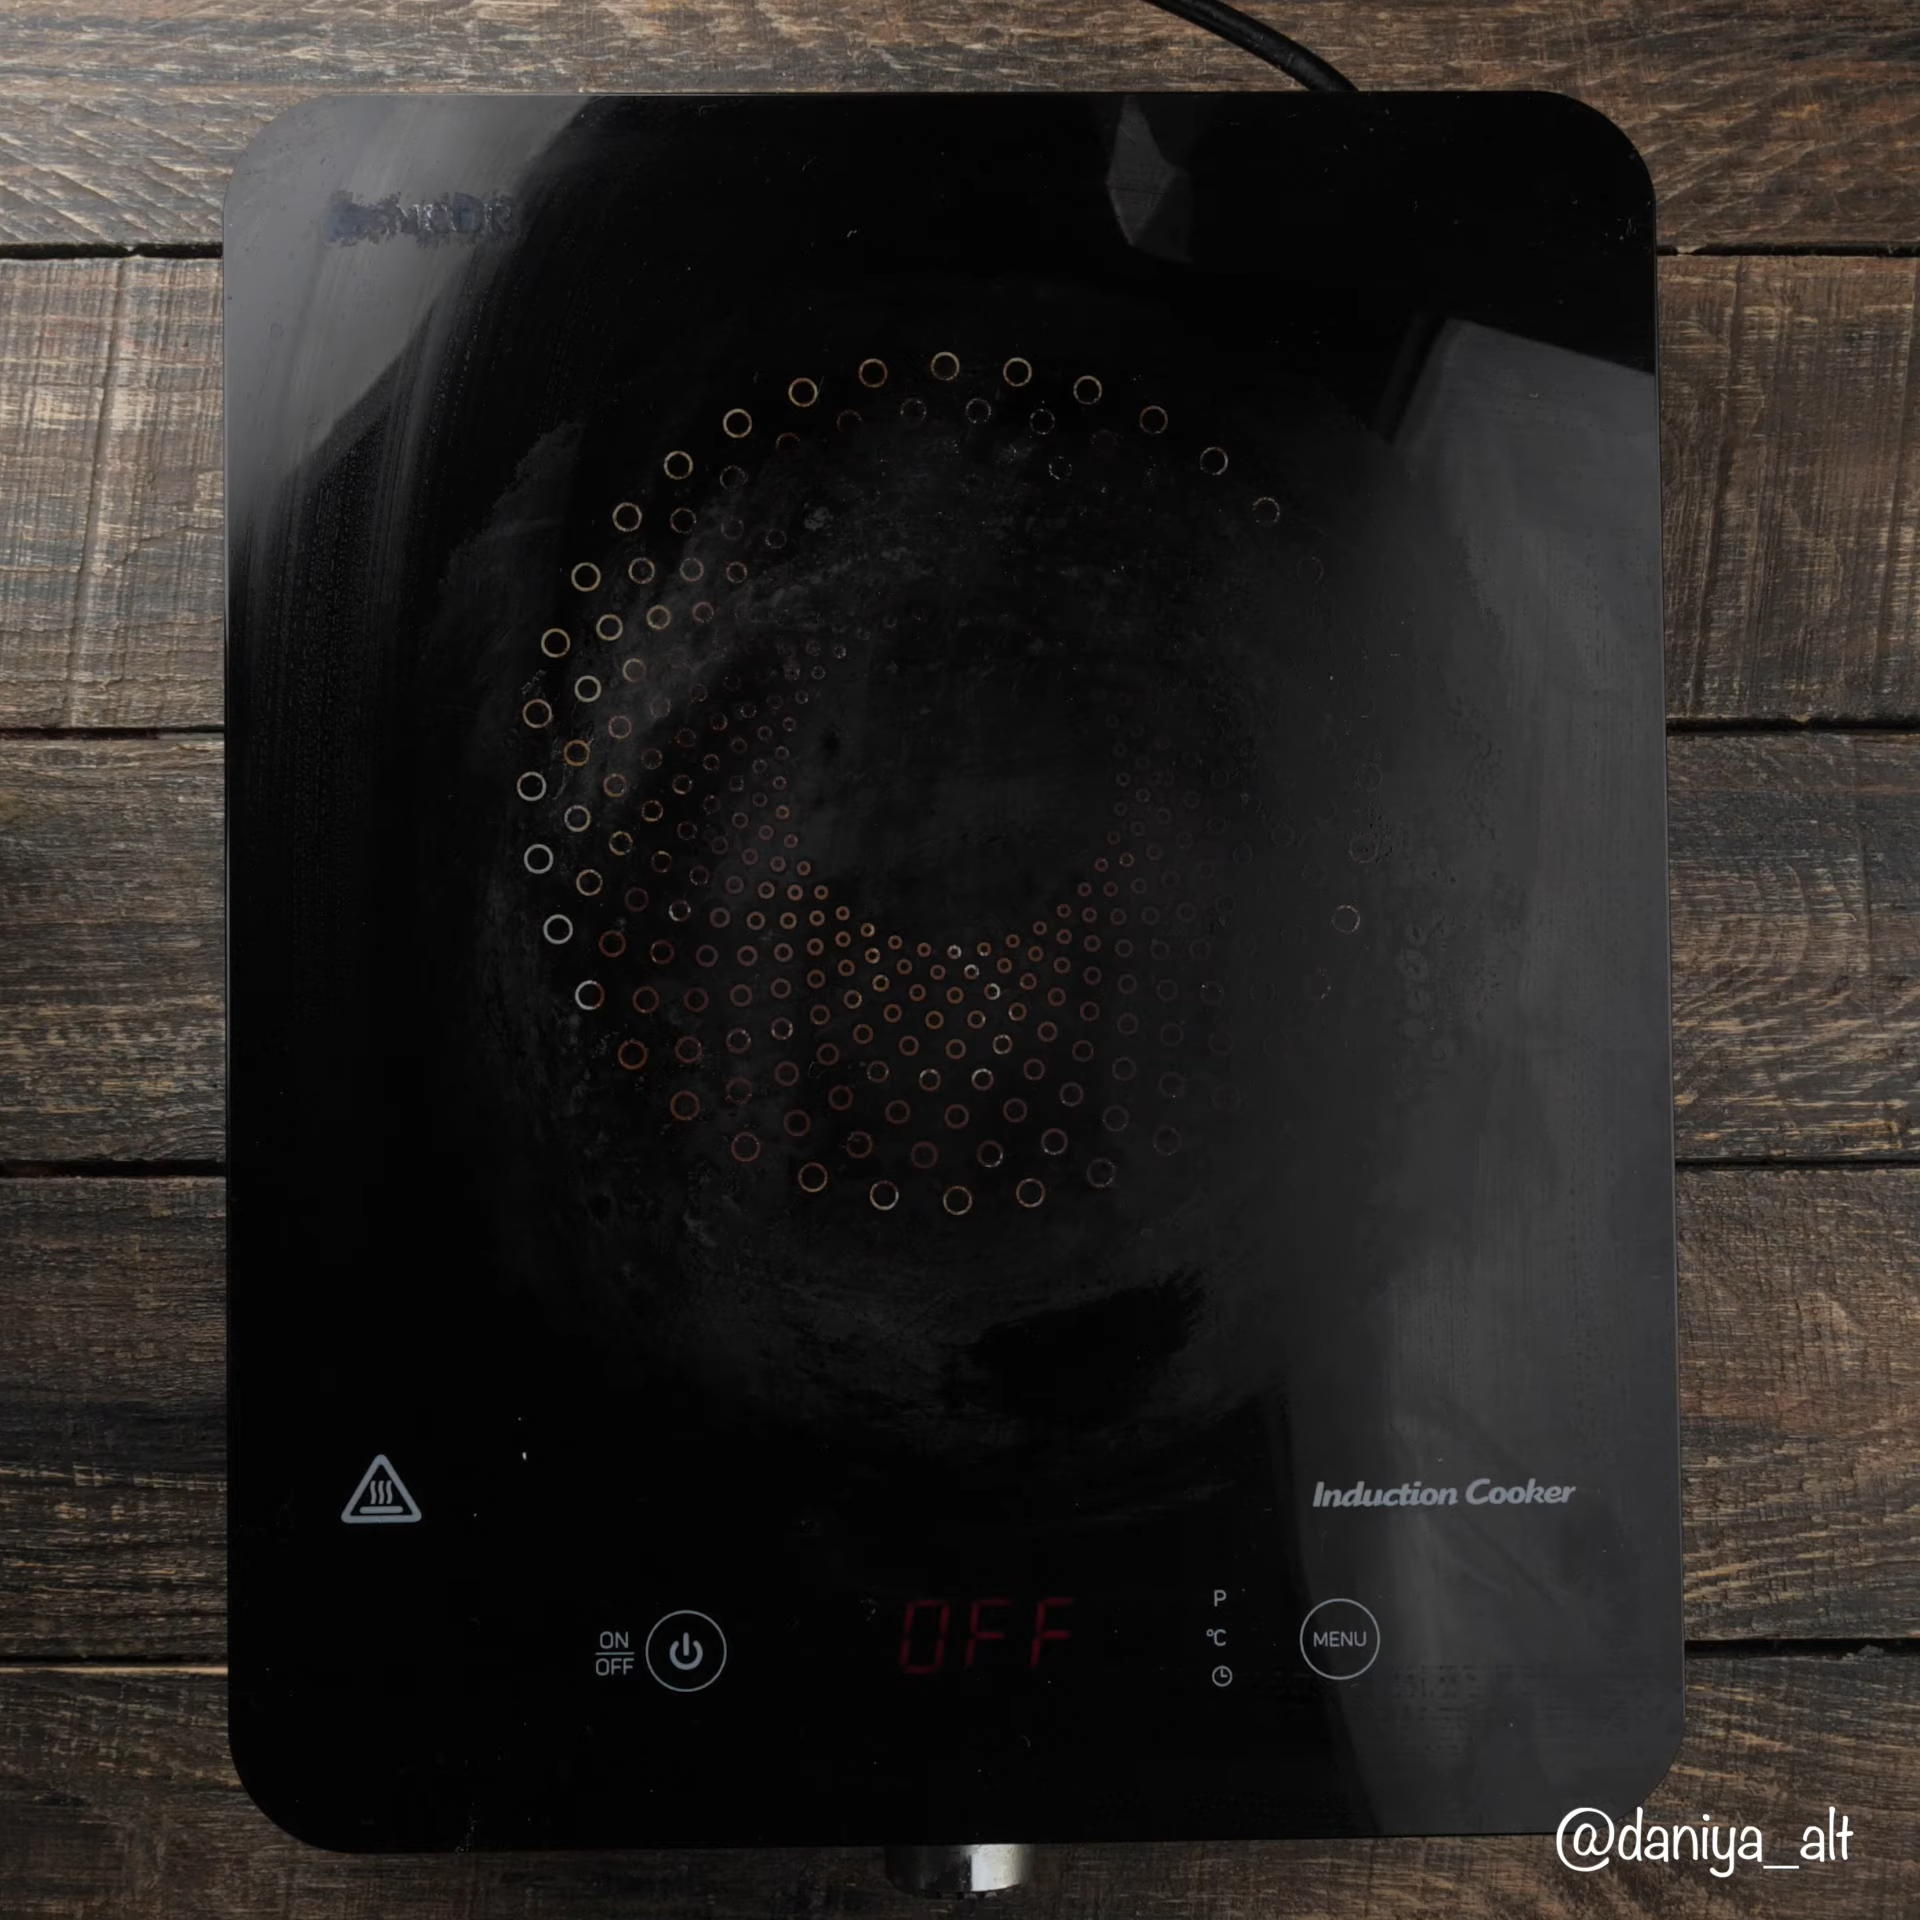 Induction Cooker
ON
OFF
OFF
P
°C
MENU
@daniya_alt